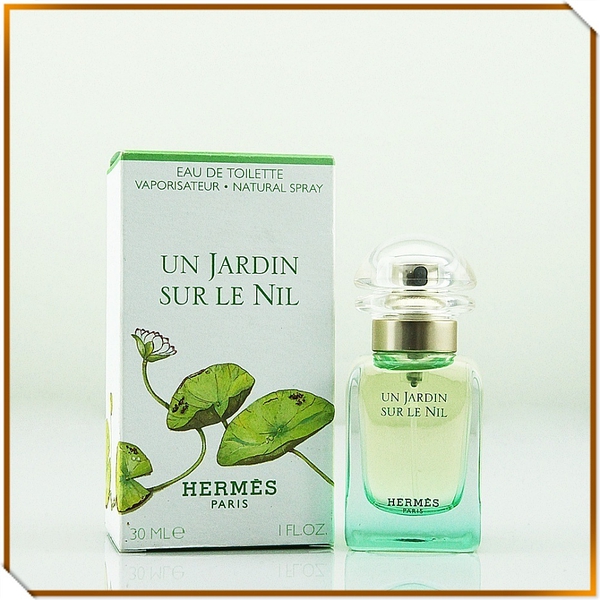 EAU DE TOILETTE
VAPORISATEUR • NATURAL SPRAY
UN JARDIN
SUR LE NIL
HERMÈS
PARIS
30 ML℮
1 FL.OZ.
UN JARDIN
SUR LE NIL
HERMÈS
PARIS